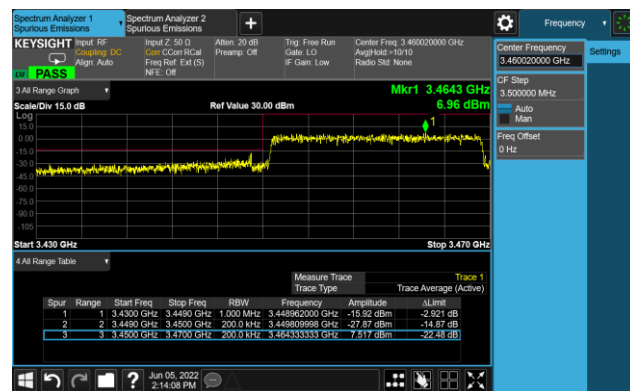 Spectrum Analyzer 1
Spurious Emissions
Spectrum Analyzer 2
Spurious Emissions
Frequency
KEYSIGHT
Input: RF
Coupling: DC
Align: Auto
Input Z: 50 Ω
Corr CCorr RCal
Freq Ref: Ext (S)
NFE: Off
Atten: 20 dB
Preamp: Off
Trig: Free Run
Gate: LO
IF Gain: Low
Center Freq: 3.460020000 GHz
Avg|Hold:>10/10
Radio Std: None
PASS
3 All Range Graph
Scale/Div 15.0 dB
Ref Value 30.00 dBm
Mkr1 3.4643 GHz
6.96 dBm
Log
15.0
0.00
-15.0
-30.0
-45.0
-60.0
-75.0
-90.0
-105
1
Start 3.430 GHz
Stop 3.470 GHz
4 All Range Table
Measure Trace Trace 1
Trace Type Trace Average (Active)
Spur Range Start Freq Stop Freq RBW Frequency Amplitude ΔLimit
1 1 3.4300 GHz 3.4490 GHz 1.000 MHz 3.448962000 GHz -15.92 dBm -2.921 dB
2 2 3.4490 GHz 3.4500 GHz 200.0 kHz 3.449809998 GHz -27.87 dBm -14.87 dB
3 3 3.4500 GHz 3.4700 GHz 200.0 kHz 3.464333333 GHz 7.517 dBm -22.48 dB
Center Frequency
3.460020000 GHz
Settings
CF Step
3.500000 MHz
Auto
Man
Freq Offset
0 Hz
Jun 05, 2022
2:14:08 PM